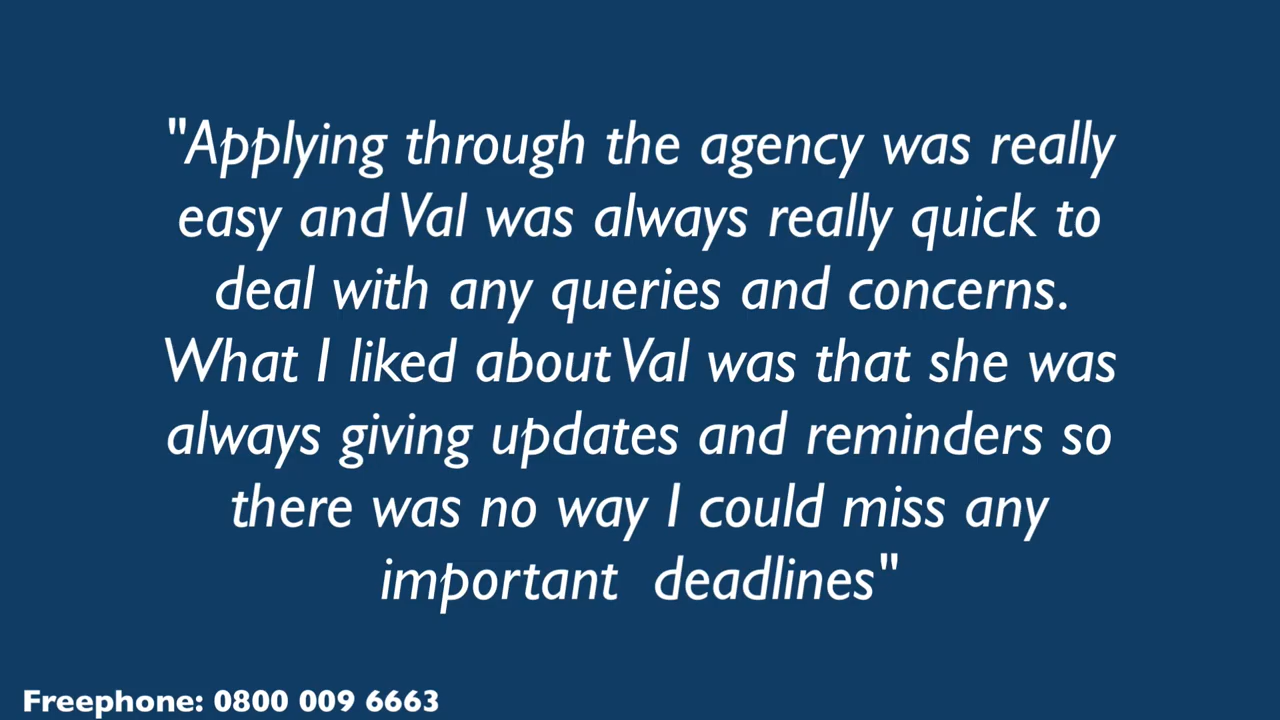 "Applying through the agency was really
easy and Val was always really quick to
deal with any queries and concerns.
What I liked about Val was that she was
always giving updates and reminders so
there was no way I could miss any
important  deadlines"
Freephone: 0800 009 6663